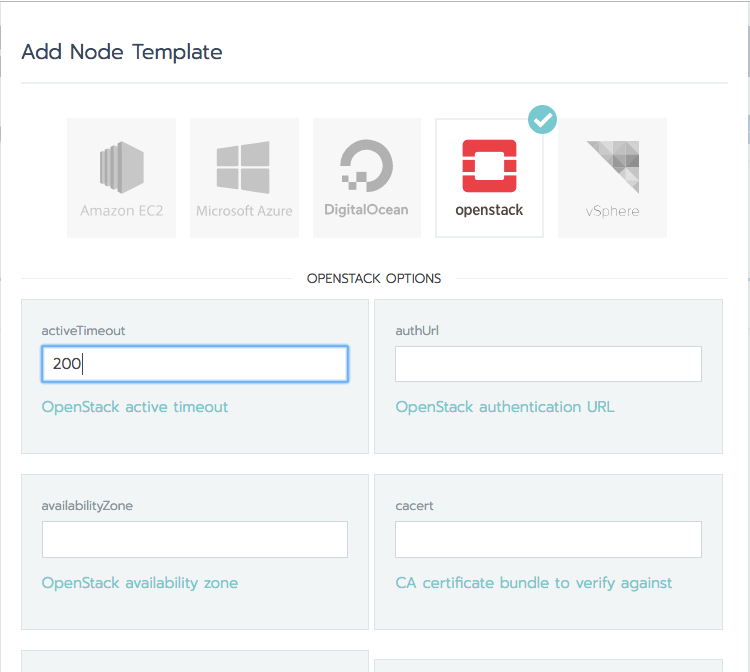 Add Node Template
Amazon EC2
Microsoft Azure
DigitalOcean
openstack
vSphere
OPENSTACK OPTIONS
activeTimeout
authUrl
200
OpenStack active timeout
OpenStack authentication URL
availabilityZone
cacert
OpenStack availability zone
CA certificate bundle to verify against